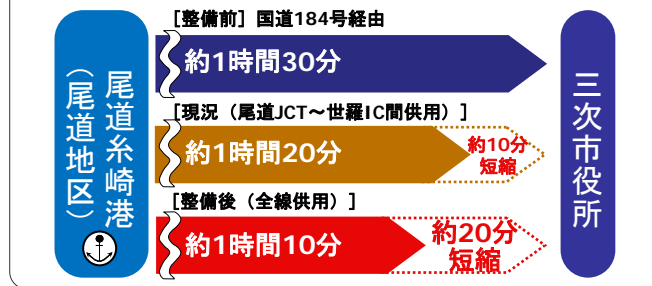 尾道糸崎港
（尾道地区）
［整備前］国道184号経由
約1時間30分
［現況（尾道JCT～世羅IC間供用）］
約1時間20分
約10分
短縮
［整備後（全線供用）］
約1時間10分
約20分
短縮
三次市役所